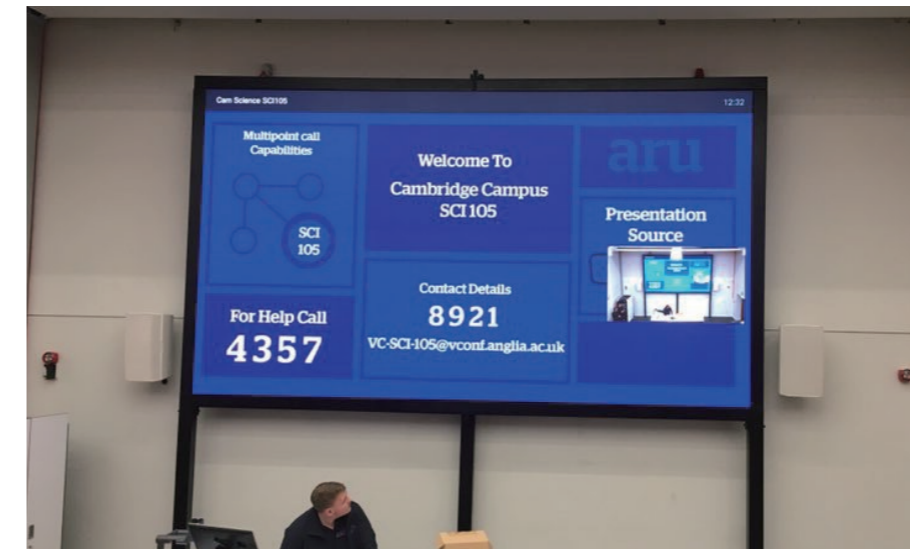 Cam Science SCI105
12:32
Multipoint call
Capabilities
SCI
105
For Help Call
4357
Welcome To
Cambridge Campus
SCI 105
Contact Details
8921
VC-SCI-105@vconf.anglia.ac.uk
aru
Presentation
Source